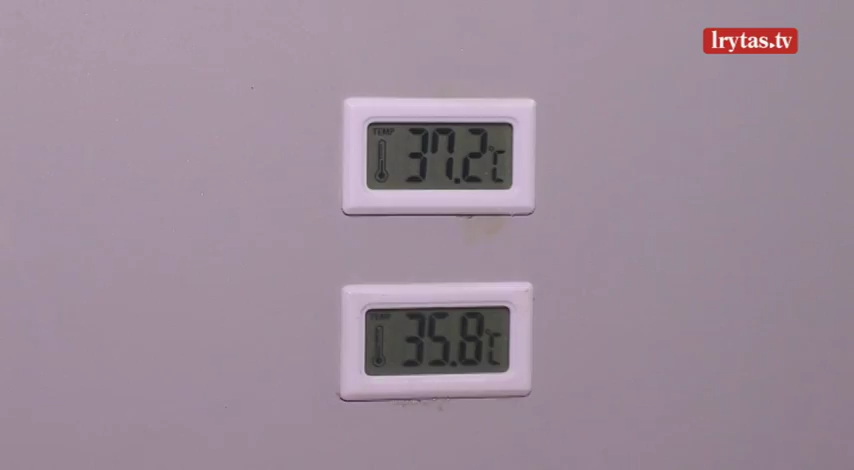 lrytas.tv
TEMP
37.2°C
TEMP
35.8°C